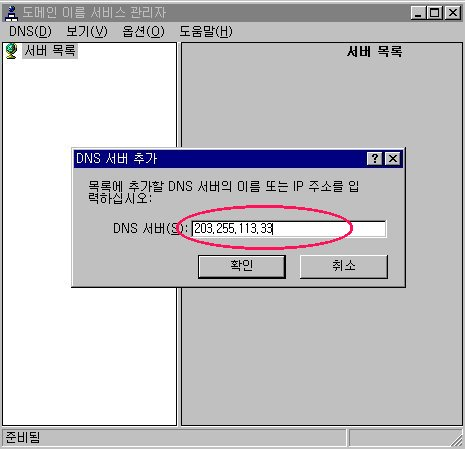 도메인 이름 서비스 관리자
DNS(D) 보기(V) 옵션(O) 도움말(H)
서버 목록
서버 목록
DNS 서버 추가
목록에 추가할 DNS 서버의 이름 또는 IP 주소를 입
력하십시오:
DNS 서버(S): 203,255,113,33
확인 취소
준비됨